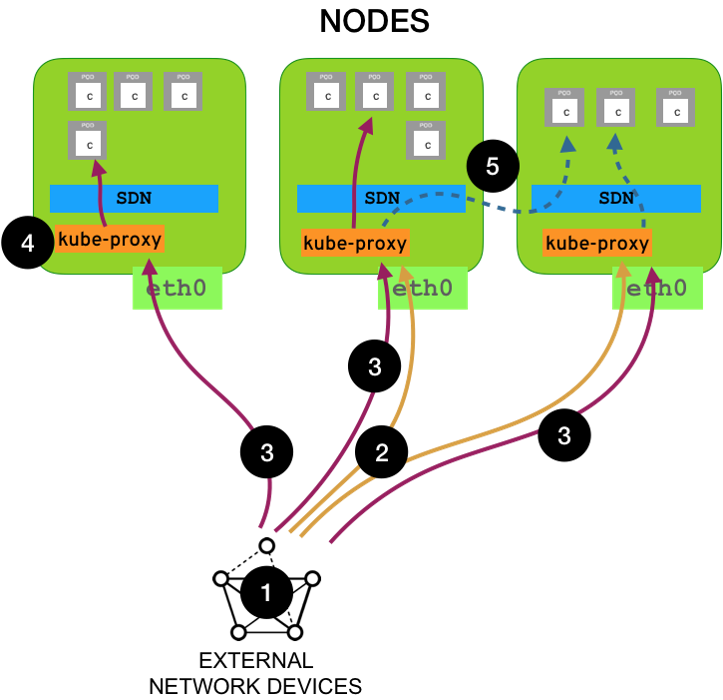 NODES
POD POD POD POD POD POD
c c c c c c
POD POD POD
c c c
POD POD
c c
5
SDN SDN SDN
4 kube-proxy kube-proxy kube-proxy
eth0 eth0 eth0
3
3
3 2
1
EXTERNAL
NETWORK DEVICES